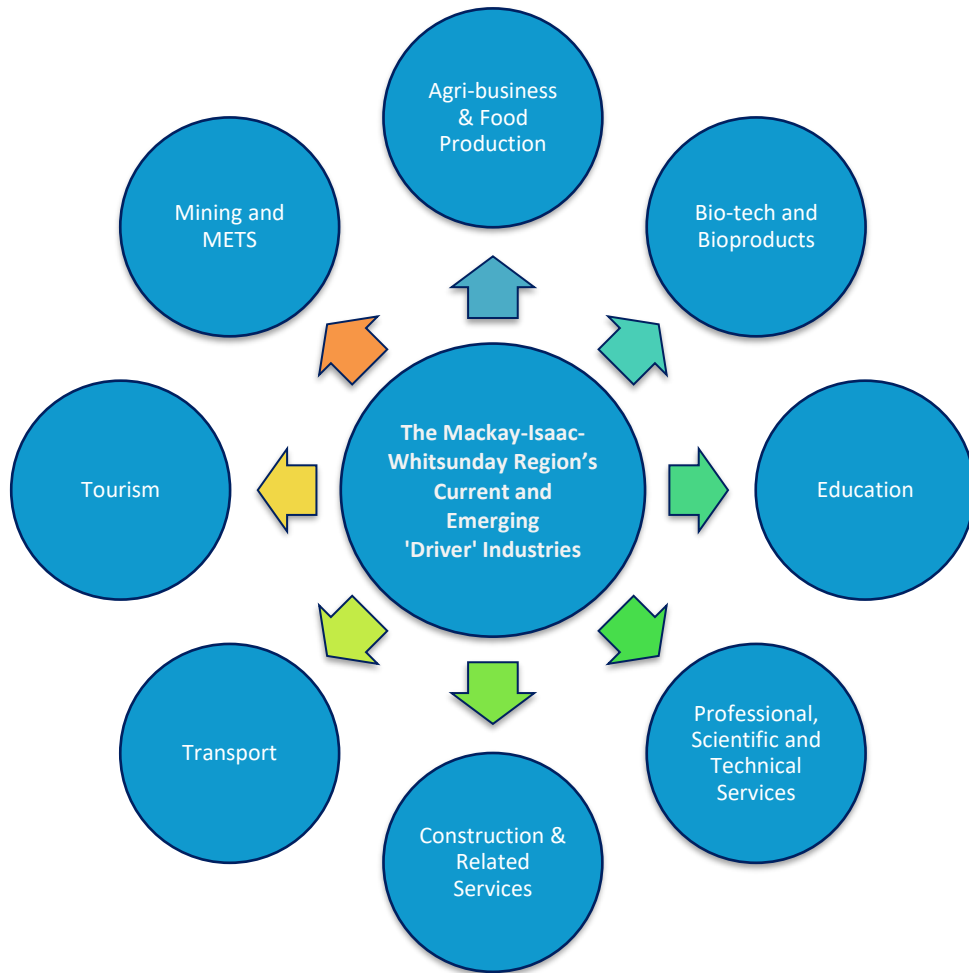 Agri-business
& Food
Production
Mining and
METS
Bio-tech and
Bioproducts
The Mackay-Isaac-
Whitsunday Region’s
Current and
Emerging
'Driver' Industries
Tourism
Education
Transport
Professional,
Scientific and
Technical
Services
Construction &
Related
Services